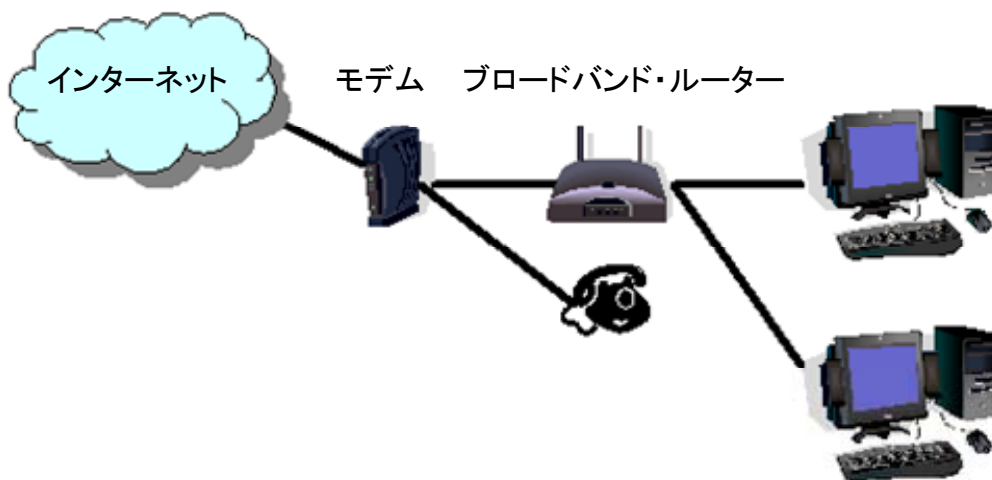 インターネット
モデム
ブロードバンド・ルーター